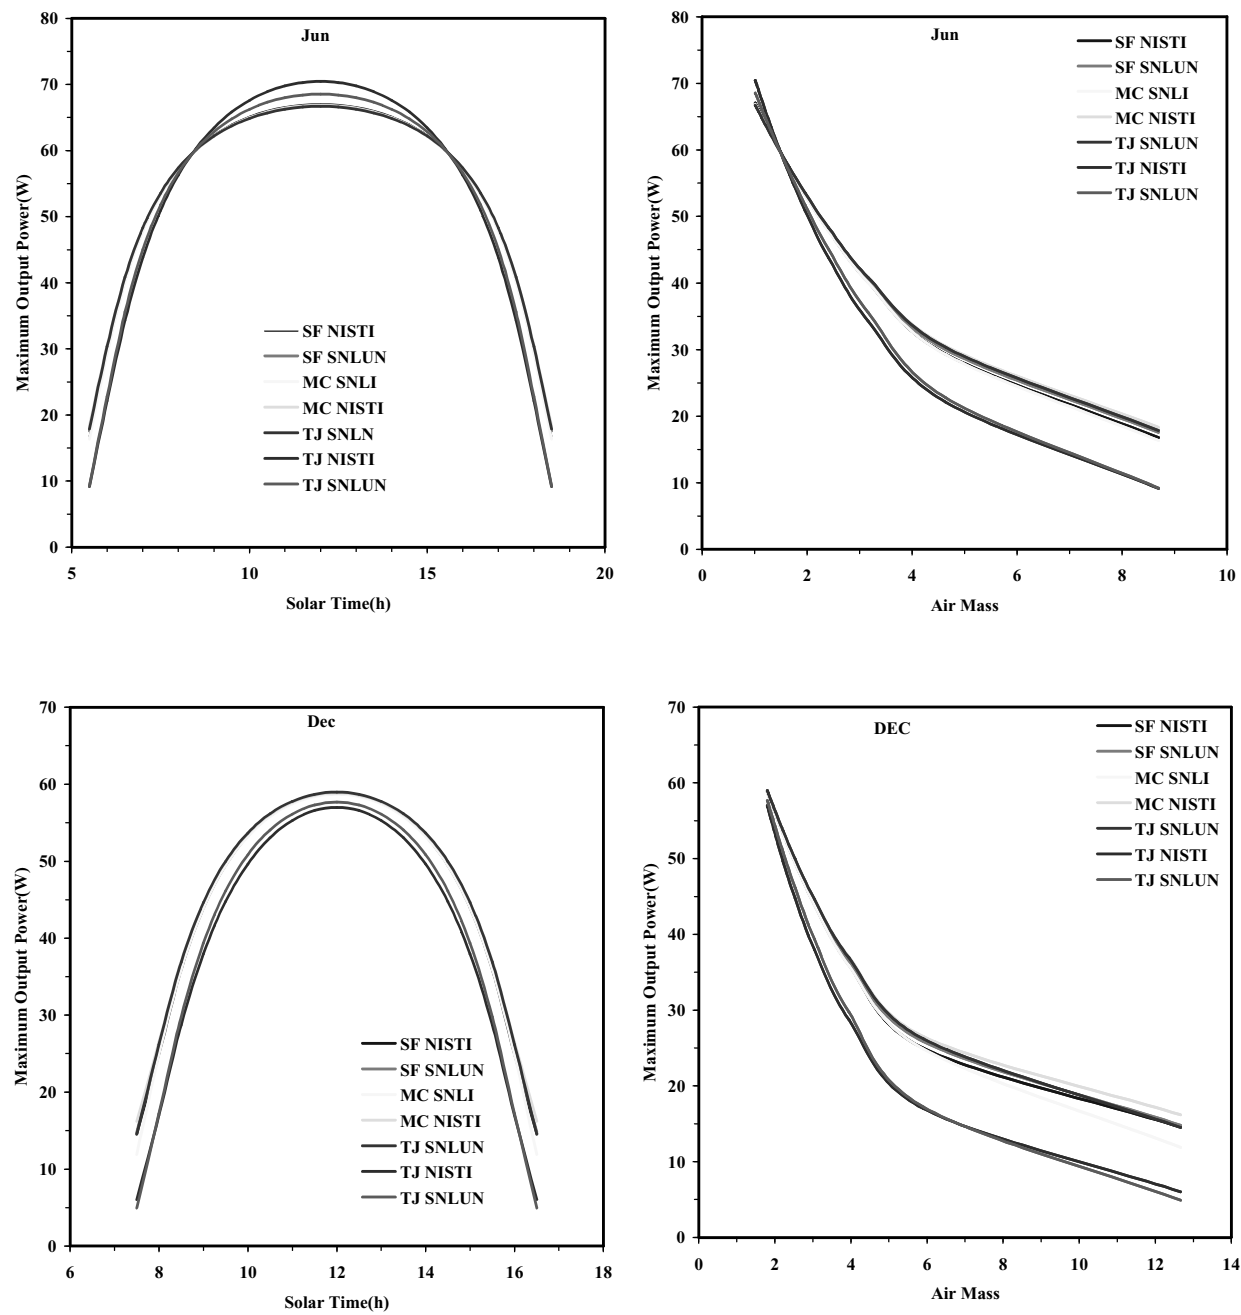 Jun
Maximum Output Power(W)
80
70
60
50
40
30
20
10
0
SF NISTI
SF SNLUN
MC SNLI
MC NISTI
TJ SNLN
TJ NISTI
TJ SNLUN
5
10
15
20
Solar Time(h)
Jun
Maximum Output Power(W)
80
70
60
50
40
30
20
10
0
SF NISTI
SF SNLUN
MC SNLI
MC NISTI
TJ SNLUN
TJ NISTI
TJ SNLUN
0
2
4
6
8
10
Air Mass
Dec
Maximum Output Power(W)
70
60
50
40
30
20
10
0
SF NISTI
SF SNLUN
MC SNLI
MC NISTI
TJ SNLUN
TJ NISTI
TJ SNLUN
6
8
10
12
14
16
18
Solar Time(h)
DEC
Maximum Output Power(W)
70
60
50
40
30
20
10
0
SF NISTI
SF SNLUN
MC SNLI
MC NISTI
TJ SNLUN
TJ NISTI
TJ SNLUN
0
2
4
6
8
10
12
14
Air Mass